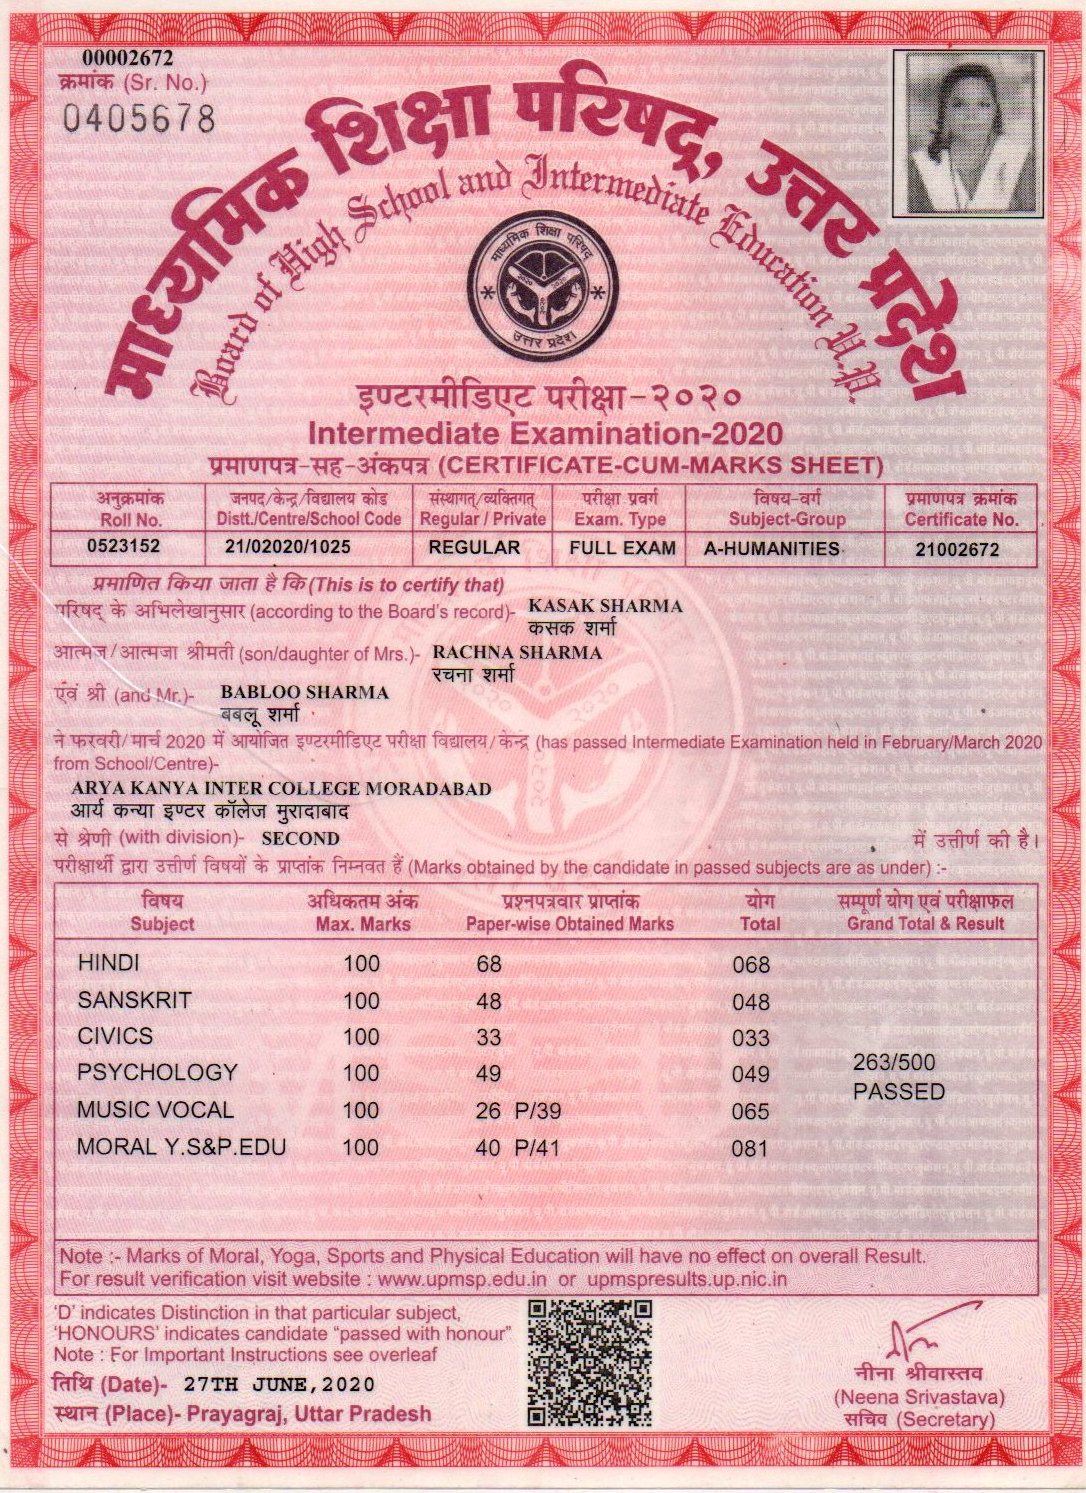 00002672
क्रमांक (Sr. No.)
0405678
माध्यमिक शिक्षा परिषद्, उत्तर प्रदेश
Board of High School and Intermediate Education U.P.
माध्यमिक शिक्षा परिषद्
उत्तर प्रदेश
इण्टरमीडिएट परीक्षा-२०२०
Intermediate Examination-2020
प्रमाणपत्र-सह-अंकपत्र (CERTIFICATE-CUM-MARKS SHEET)
अनुक्रमांक जनपद/केन्द्र/विद्यालय कोड संस्थागत्/व्यक्तिगत् परीक्षा प्रवर्ग विषय-वर्ग प्रमाणपत्र क्रमांक
Roll No. Distt./Centre/School Code Regular / Private Exam. Type Subject-Group Certificate No.
0523152 21/02020/1025 REGULAR FULL EXAM A-HUMANITIES 21002672
प्रमाणित किया जाता है कि (This is to certify that)
परिषद् के अभिलेखानुसार (according to the Board's record)- KASAK SHARMA
कसक शर्मा
आत्मज/आत्मजा श्रीमती (son/daughter of Mrs.)- RACHNA SHARMA
रचना शर्मा
एवं श्री (and Mr.)- BABLOO SHARMA
बबलू शर्मा
ने फरवरी/मार्च 2020 में आयोजित इण्टरमीडिएट परीक्षा विद्यालय/केन्द्र (has passed Intermediate Examination held in February/March 2020
from School/Centre)-
ARYA KANYA INTER COLLEGE MORADABAD
आर्य कन्या इण्टर कॉलेज मुरादाबाद
से श्रेणी (with division)- SECOND में उत्तीर्ण की है।
परीक्षार्थी द्वारा उत्तीर्ण विषयों के प्राप्तांक निम्नवत हैं (Marks obtained by the candidate in passed subjects are as under) :-
विषय अधिकतम अंक प्रश्नपत्रवार प्राप्तांक योग सम्पूर्ण योग एवं परीक्षाफल
Subject Max. Marks Paper-wise Obtained Marks Total Grand Total & Result
HINDI 100 68 068
SANSKRIT 100 48 048
CIVICS 100 33 033
PSYCHOLOGY 100 49 049
263/500
PASSED
MUSIC VOCAL 100 26 P/39 065
MORAL Y.S&P.EDU 100 40 P/41 081
Note :- Marks of Moral, Yoga, Sports and Physical Education will have no effect on overall Result.
For result verification visit website : www.upmsp.edu.in or upmspresults.up.nic.in
'D' indicates Distinction in that particular subject,
'HONOURS' indicates candidate "passed with honour"
Note : For Important Instructions see overleaf
तिथि (Date)- 27TH JUNE,2020
स्थान (Place)- Prayagraj, Uttar Pradesh
नीना श्रीवास्तव
(Neena Srivastava)
सचिव (Secretary)